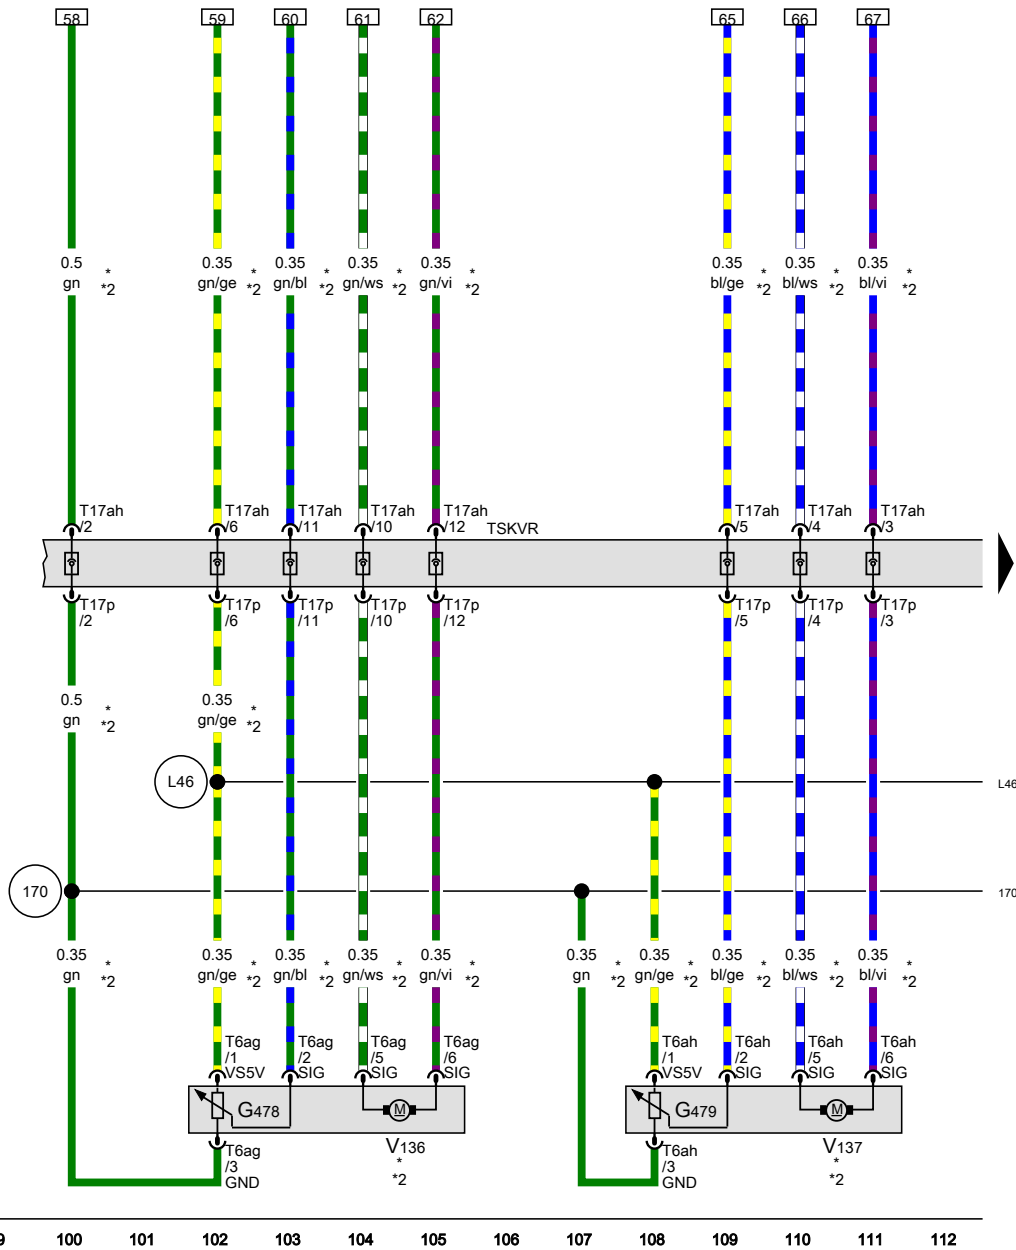 58 59 60 61 62 65 66 67
0.5 0.35 0.35 0.35 0.35 0.35 0.35 0.35
gn * *2 gn/ge * *2 gn/bl * *2 gn/ws * *2 gn/vi * *2 bl/ge * *2 bl/ws * *2 bl/vi * *2
T17ah T17ah T17ah T17ah T17ah T17ah T17ah T17ah
/2 /6 /11 /10 /12 TSKVR /5 /4 /3
T17p T17p T17p T17p T17p T17p T17p T17p
/2 /6 /11 /10 /12 /5 /4 /3
0.5 0.35
gn * *2 gn/ge * *2
L46 L46
170 170
0.35 0.35 0.35 0.35 0.35 0.35 0.35 0.35 0.35 0.35
gn * *2 gn/ge * *2 gn/bl * *2 gn/ws * *2 gn/vi * *2 gn * *2 gn/ge * *2 bl/ge * *2 bl/ws * *2 bl/vi * *2
T6ag T6ag T6ag T6ag T6ah T6ah T6ah T6ah
/1 /2 /5 /6 /1 /2 /5 /6
VS5V SIG SIG SIG VS5V SIG SIG SIG
G478 M G479 M
T6ag V136 T6ah V137
/3 * /3 *
GND *2 GND *2
9 100 101 102 103 104 105 106 107 108 109 110 111 112